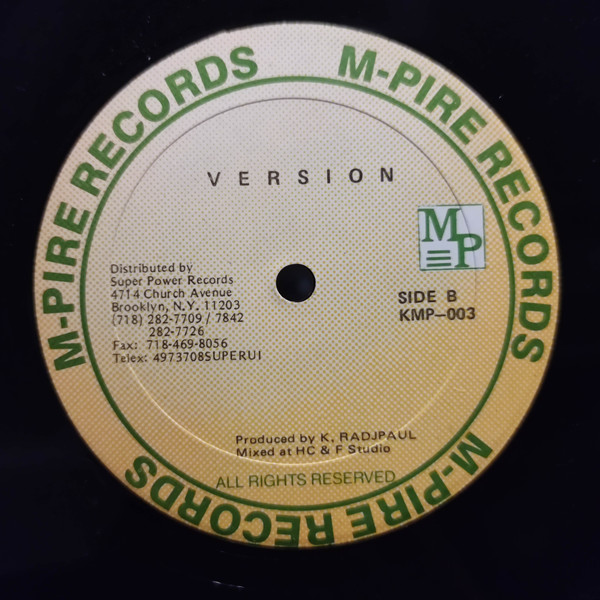 M-PIRE RECORDS
M-PIRE RECORDS
VERSION
MP
Distributed by
Super Power Records
4714 Church Avenue
Brooklyn, N.Y. 11203
(718) 282-7709 / 7842
282-7726
Fax: 718-469-8056
Telex: 4973708SUPERUI
SIDE B
KMP-003
Produced by K, RADJPAUL
Mixed at HC & F Studio
ALL RIGHTS RESERVED
M-PIRE RECORDS